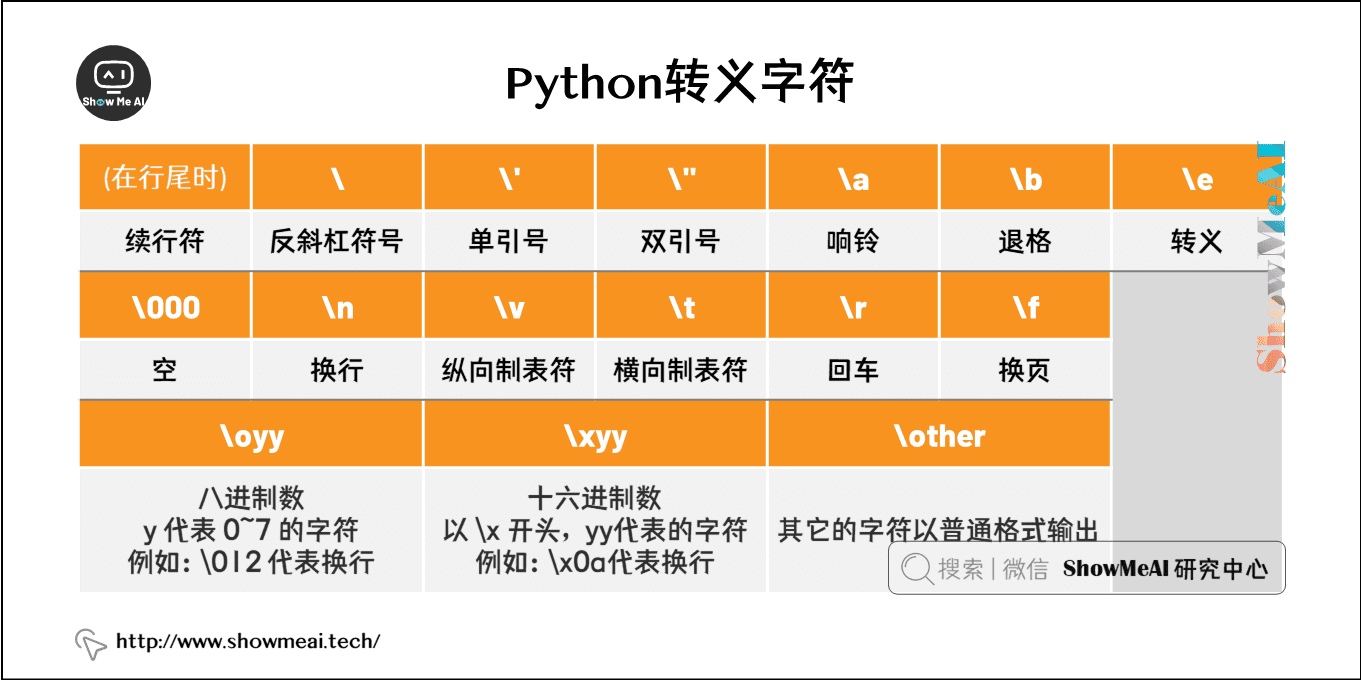 Show Me AI
Python转义字符
(在行尾时)
\
\'
\"
\a
\b
\e
续行符
反斜杠符号
单引号
双引号
响铃
退格
转义
\000
\n
\v
\t
\r
\f
空
换行
纵向制表符
横向制表符
回车
换页
\oyy
\xyy
\other
八进制数
y 代表 0~7 的字符
例如: \012 代表换行
十六进制数
以 \x 开头，yy代表的字符
例如: \x0a代表换行
其它的字符以普通格式输出
ShowMeAI
搜索 | 微信 ShowMeAI 研究中心
http://www.showmeai.tech/